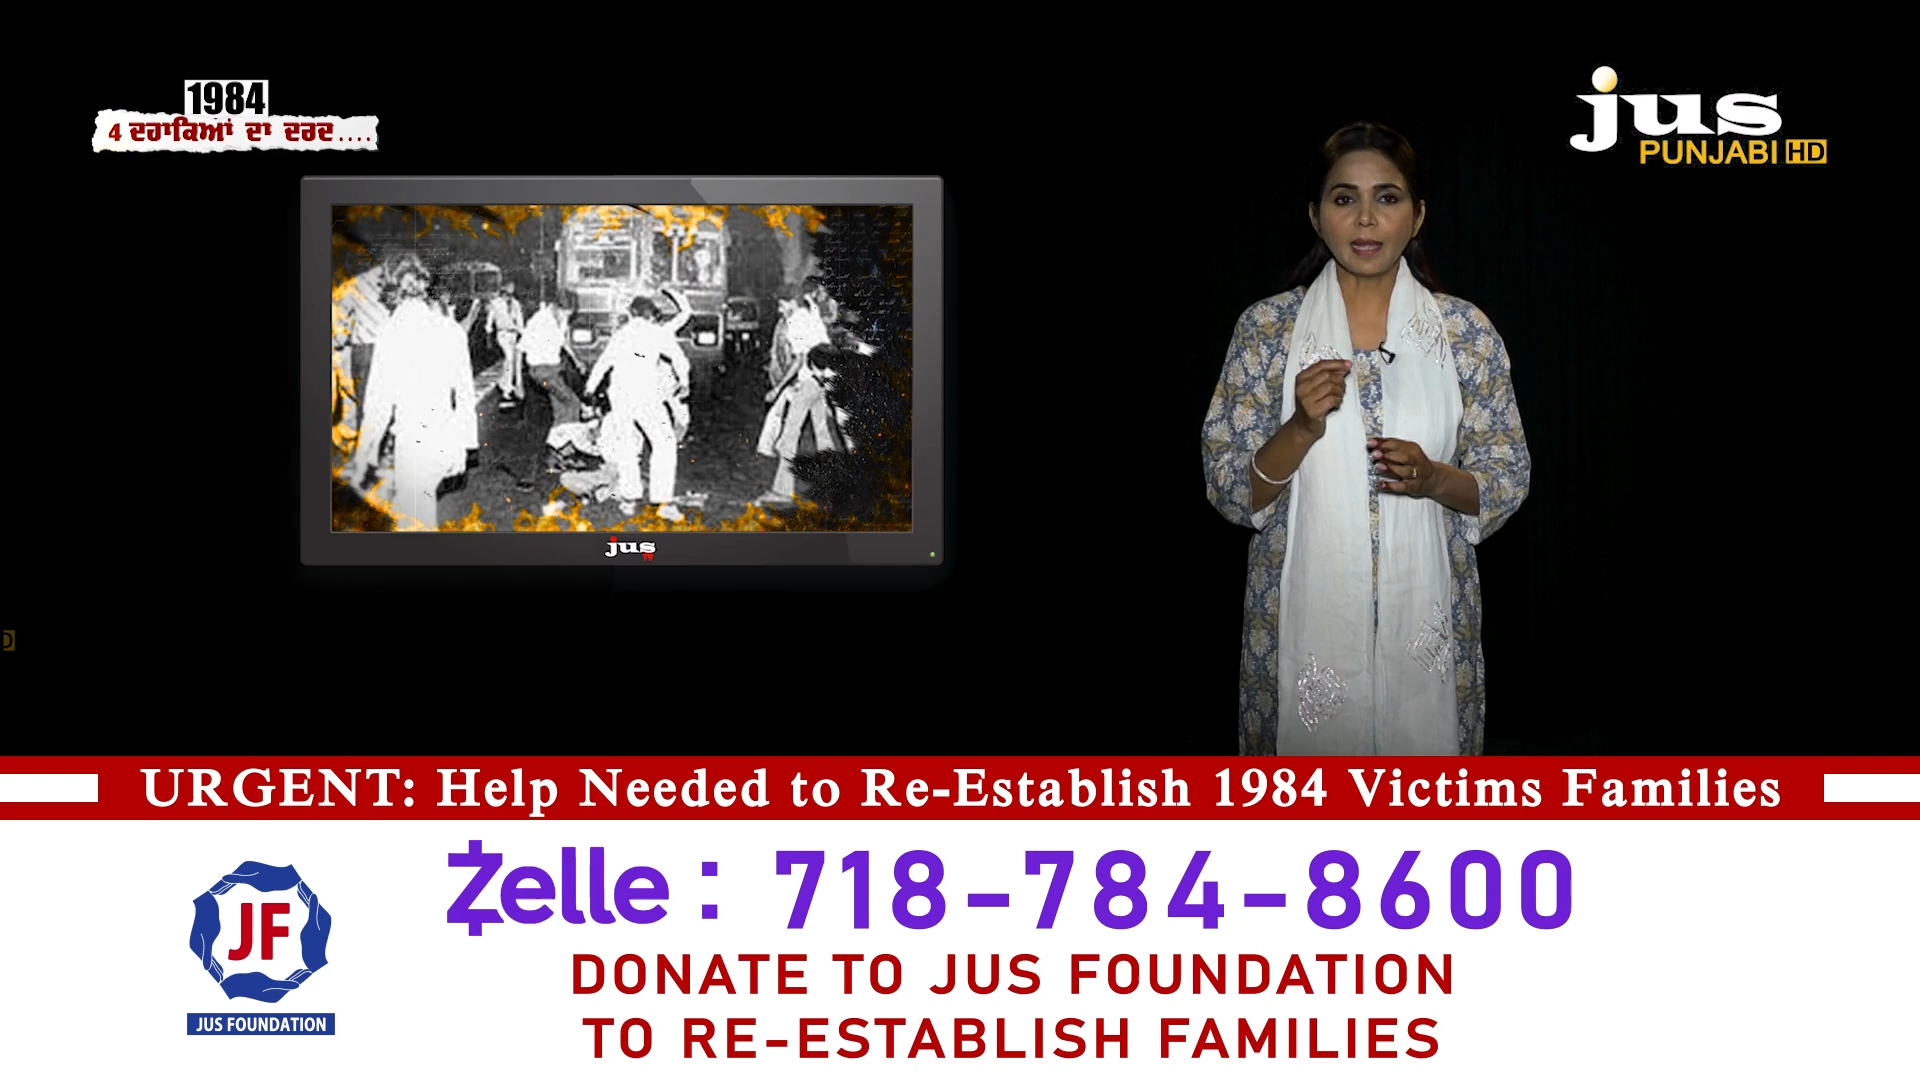 1984
4 ਦਹਾਕਿਆਂ ਦਾ ਦਰਦ....
jus
PUNJABI HD
jus
D
URGENT: Help Needed to Re-Establish 1984 Victims Families
Zelle : 718-784-8600
DONATE TO JUS FOUNDATION
TO RE-ESTABLISH FAMILIES
JF
JUS FOUNDATION